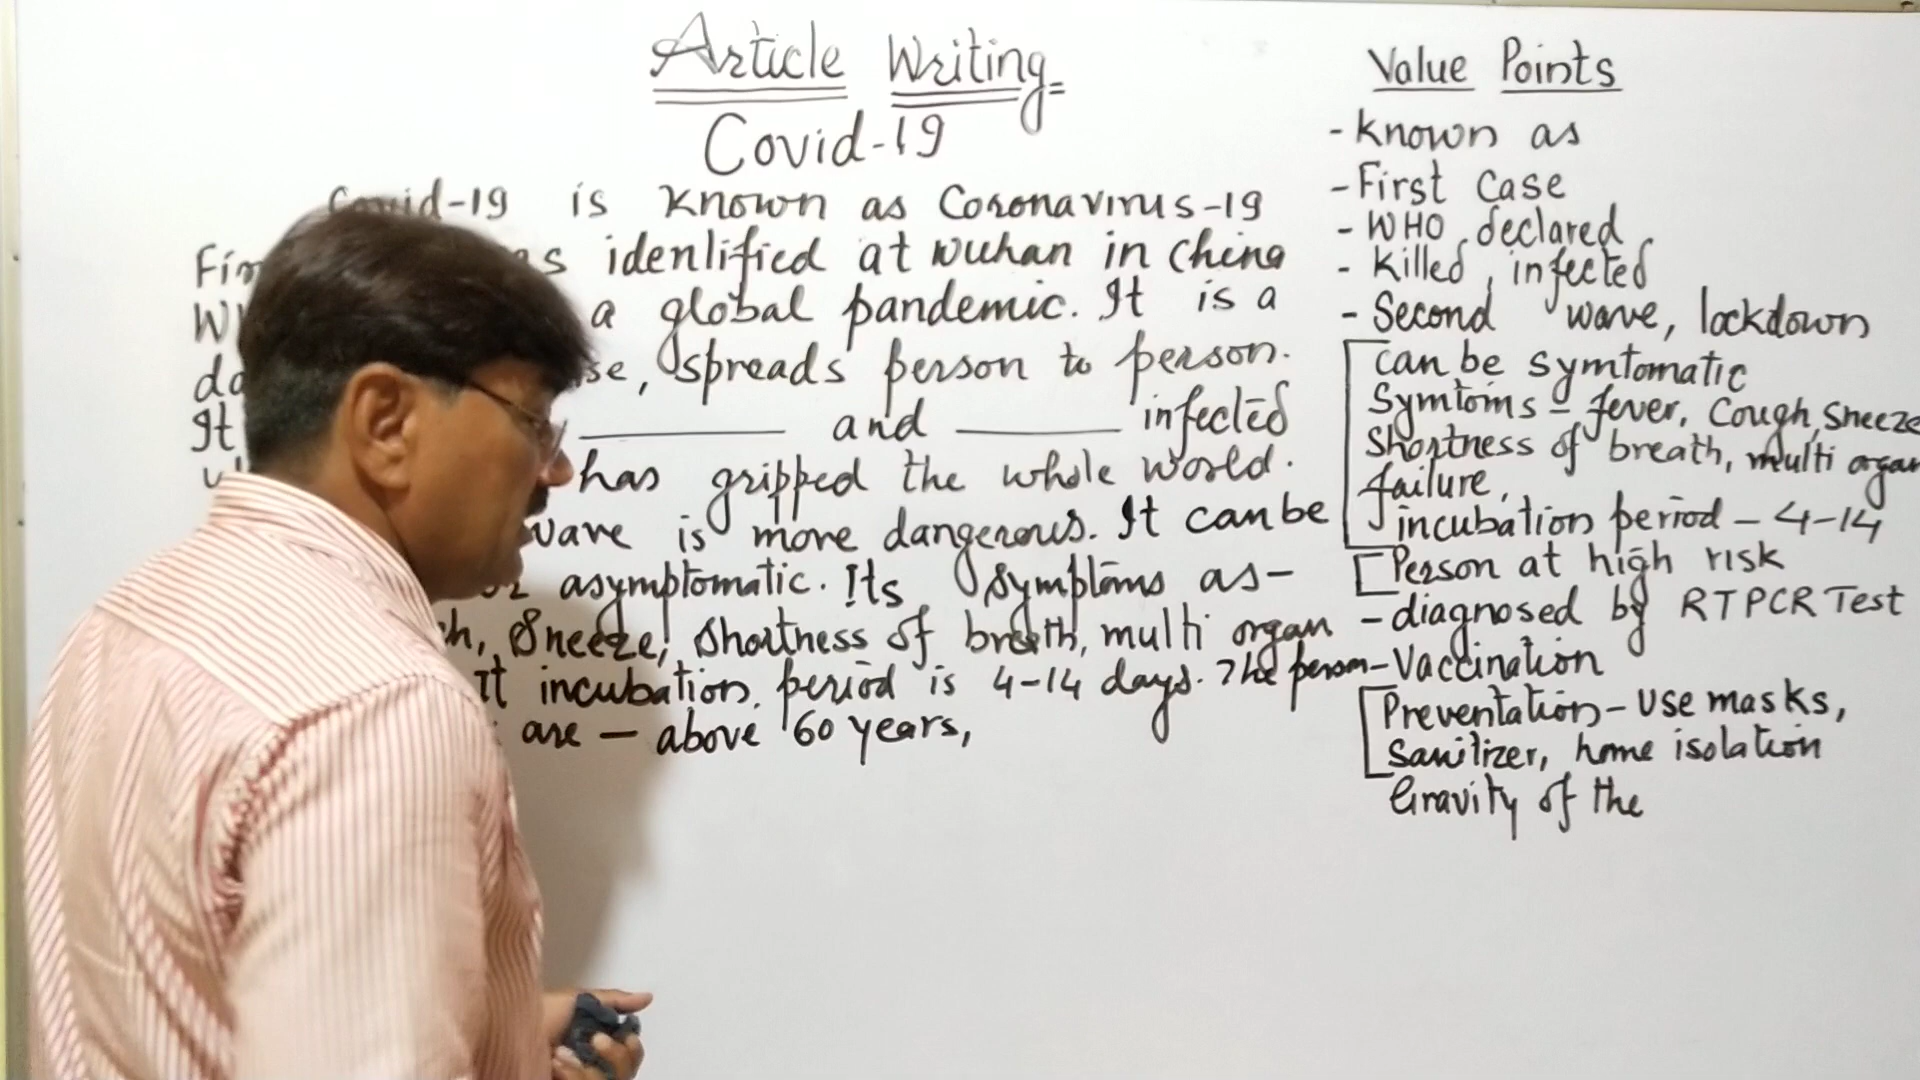 Article Writing
Covid-19
Covid-19 is known as Coronavirus-19
idenlified at wuhan in china
a global pandemic. It is a
spreads person to person.
It and infected
has gripped the whole world.
wave is more dangerous. It can be
or asymptomatic. Its symptoms as-
Sneeze, Shortness of breath, multi organ
It incubation period is 4-14 days. The person
are - above 60 years,
Value Points
- Known as
- First Case
- WHO declared
- Killed, infected
- Second wave, lockdown
can be symtomatic
Symtoms - fever, Cough, sneeze
Shortness of breath, multi organ
failure,
incubation period - 4-14
Person at high risk
- diagnosed by RTPCR Test
- Vaccination
Preventation - Use masks,
Sanitizer, home isolation
Gravity of the